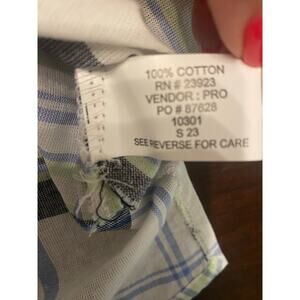 100% COTTON
RN # 23923
VENDOR : PRO
PO # 87628
10301
S 23
SEE REVERSE FOR CARE